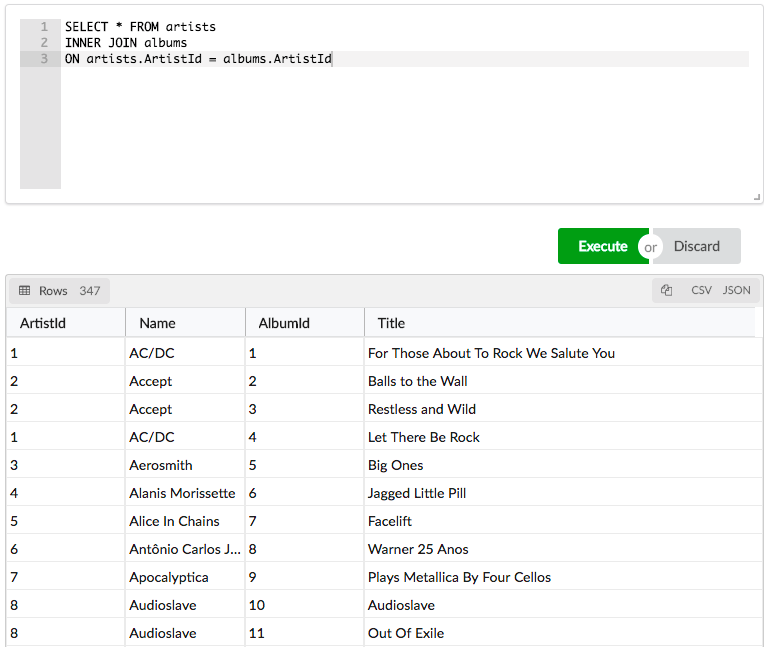 1 SELECT * FROM artists
2 INNER JOIN albums
3 ON artists.ArtistId = albums.ArtistId
Execute or Discard
Rows 347 CSV JSON
ArtistId Name AlbumId Title
1 AC/DC 1 For Those About To Rock We Salute You
2 Accept 2 Balls to the Wall
2 Accept 3 Restless and Wild
1 AC/DC 4 Let There Be Rock
3 Aerosmith 5 Big Ones
4 Alanis Morissette 6 Jagged Little Pill
5 Alice In Chains 7 Facelift
6 Antônio Carlos J... 8 Warner 25 Anos
7 Apocalyptica 9 Plays Metallica By Four Cellos
8 Audioslave 10 Audioslave
8 Audioslave 11 Out Of Exile